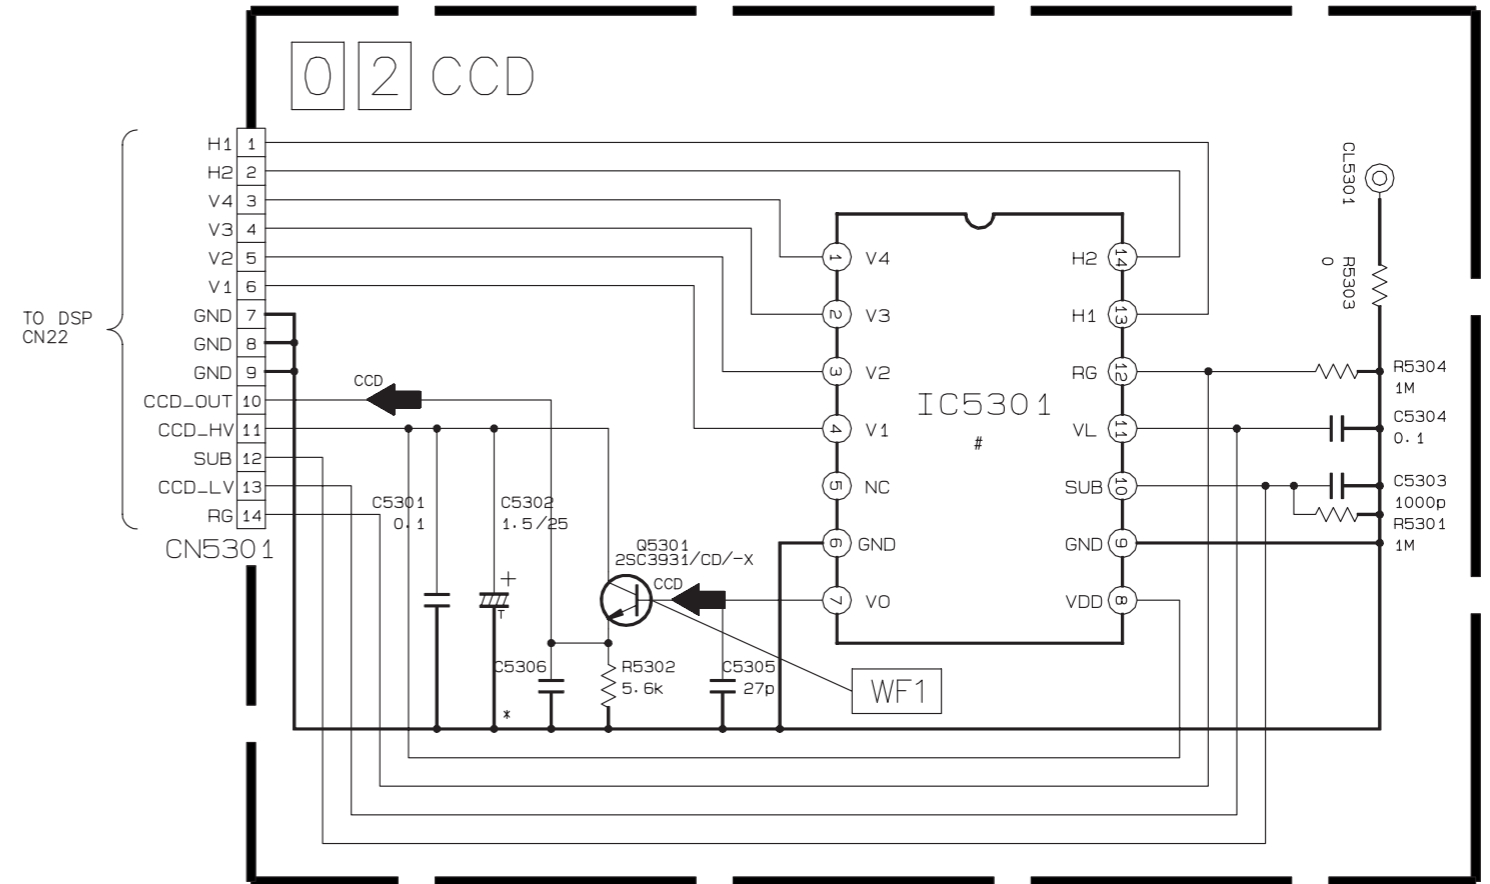 0 2 CCD
TO DSP
CN22
H1 1
H2 2
V4 3
V3 4
V2 5
V1 6
GND 7
GND 8
GND 9
CCD_OUT 10
CCD_HV 11
SUB 12
CCD_LV 13
RG 14
CN5301
CCD
C5301
0.1
C5302
1.5/25
+
T
*
Q5301
2SC3931/CD/-X
CCD
C5306
R5302
5.6k
C5305
27p
WF1
IC5301
#
1 V4
2 V3
3 V2
4 V1
5 NC
6 GND
7 VO
H2 14
H1 13
RG 12
VL 11
SUB 10
GND 9
VDD 8
CL5301
R5303
0
R5304
1M
C5304
0.1
C5303
1000p
R5301
1M